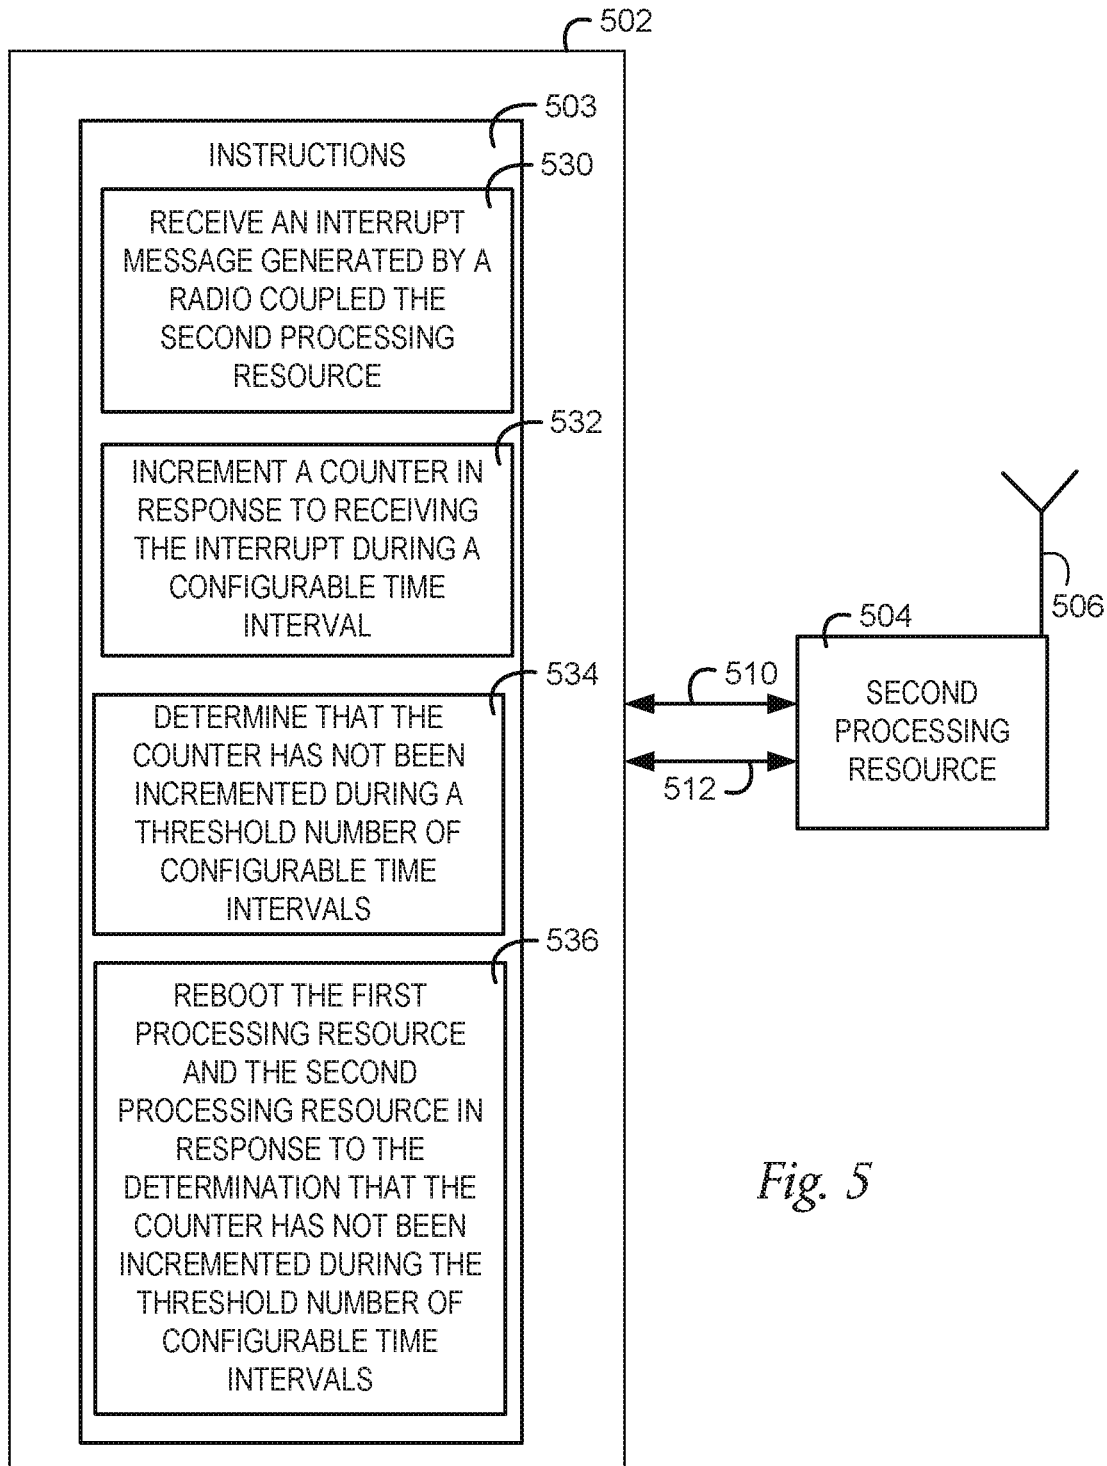 502
503
INSTRUCTIONS
530
RECEIVE AN INTERRUPT
MESSAGE GENERATED BY A
RADIO COUPLED THE
SECOND PROCESSING
RESOURCE
532
INCREMENT A COUNTER IN
RESPONSE TO RECEIVING
THE INTERRUPT DURING A
CONFIGURABLE TIME
INTERVAL
534
DETERMINE THAT THE
COUNTER HAS NOT BEEN
INCREMENTED DURING A
THRESHOLD NUMBER OF
CONFIGURABLE TIME
INTERVALS
536
REBOOT THE FIRST
PROCESSING RESOURCE
AND THE SECOND
PROCESSING RESOURCE IN
RESPONSE TO THE
DETERMINATION THAT THE
COUNTER HAS NOT BEEN
INCREMENTED DURING THE
THRESHOLD NUMBER OF
CONFIGURABLE TIME
INTERVALS
510
512
504
506
SECOND
PROCESSING
RESOURCE
Fig. 5